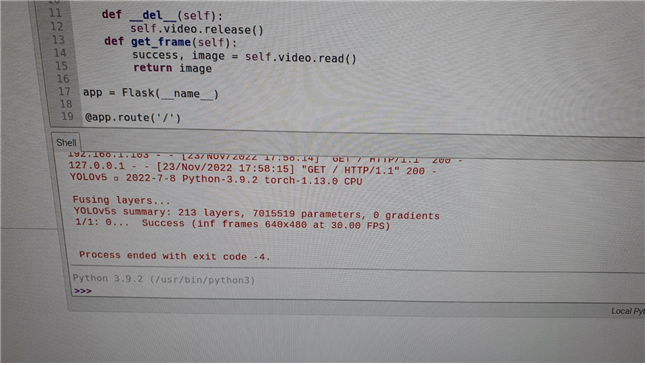 11 def __del__(self):
12 self.video.release()
13 def get_frame(self):
14 success, image = self.video.read()
15 return image
16
17 app = Flask(__name__)
18
19 @app.route('/')
Shell
192.168.1.103 - - [23/Nov/2022 17:58:14] "GET / HTTP/1.1" 200 -
127.0.0.1 - - [23/Nov/2022 17:58:15] "GET / HTTP/1.1" 200 -
YOLOv5 🚀 2022-7-8 Python-3.9.2 torch-1.13.0 CPU
Fusing layers...
YOLOv5s summary: 213 layers, 7015519 parameters, 0 gradients
1/1: 0... Success (inf frames 640x480 at 30.00 FPS)
Process ended with exit code -4.
Python 3.9.2 (/usr/bin/python3)
>>>
Local Pyt